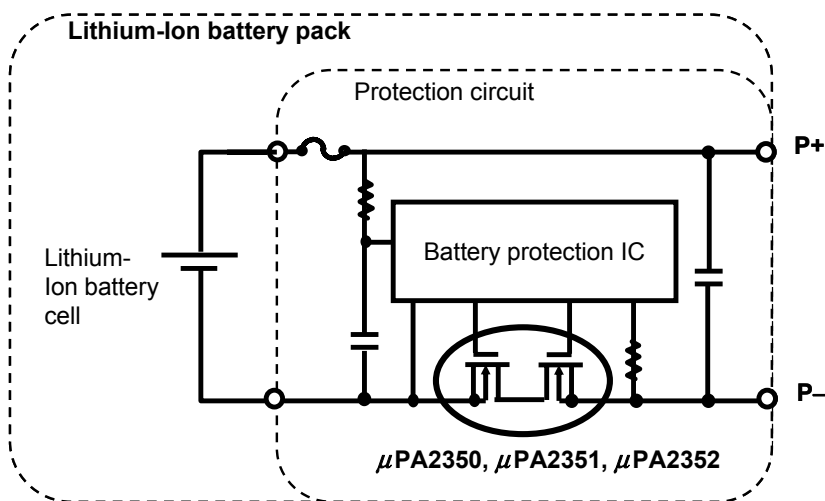 Lithium-Ion battery pack
Protection circuit
P+
Battery protection IC
Lithium-
Ion battery
cell
P–
μPA2350, μPA2351, μPA2352